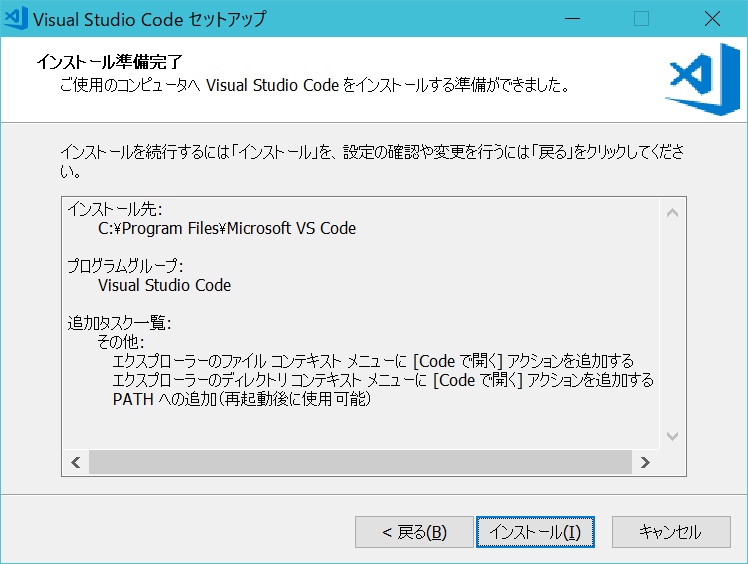 Visual Studio Code セットアップ
インストール準備完了
ご使用のコンピュータへ Visual Studio Code をインストールする準備ができました。
インストールを続行するには「インストール」を、設定の確認や変更を行うには「戻る」をクリックしてくださ
い。
インストール先:
C:¥Program Files¥Microsoft VS Code
プログラムグループ:
Visual Studio Code
追加タスク一覧:
その他:
エクスプローラーのファイル コンテキスト メニューに [Code で開く] アクションを追加する
エクスプローラーのディレクトリ コンテキスト メニューに [Code で開く] アクションを追加する
PATH への追加（再起動後に使用可能）
< 戻る(B)
インストール(I)
キャンセル